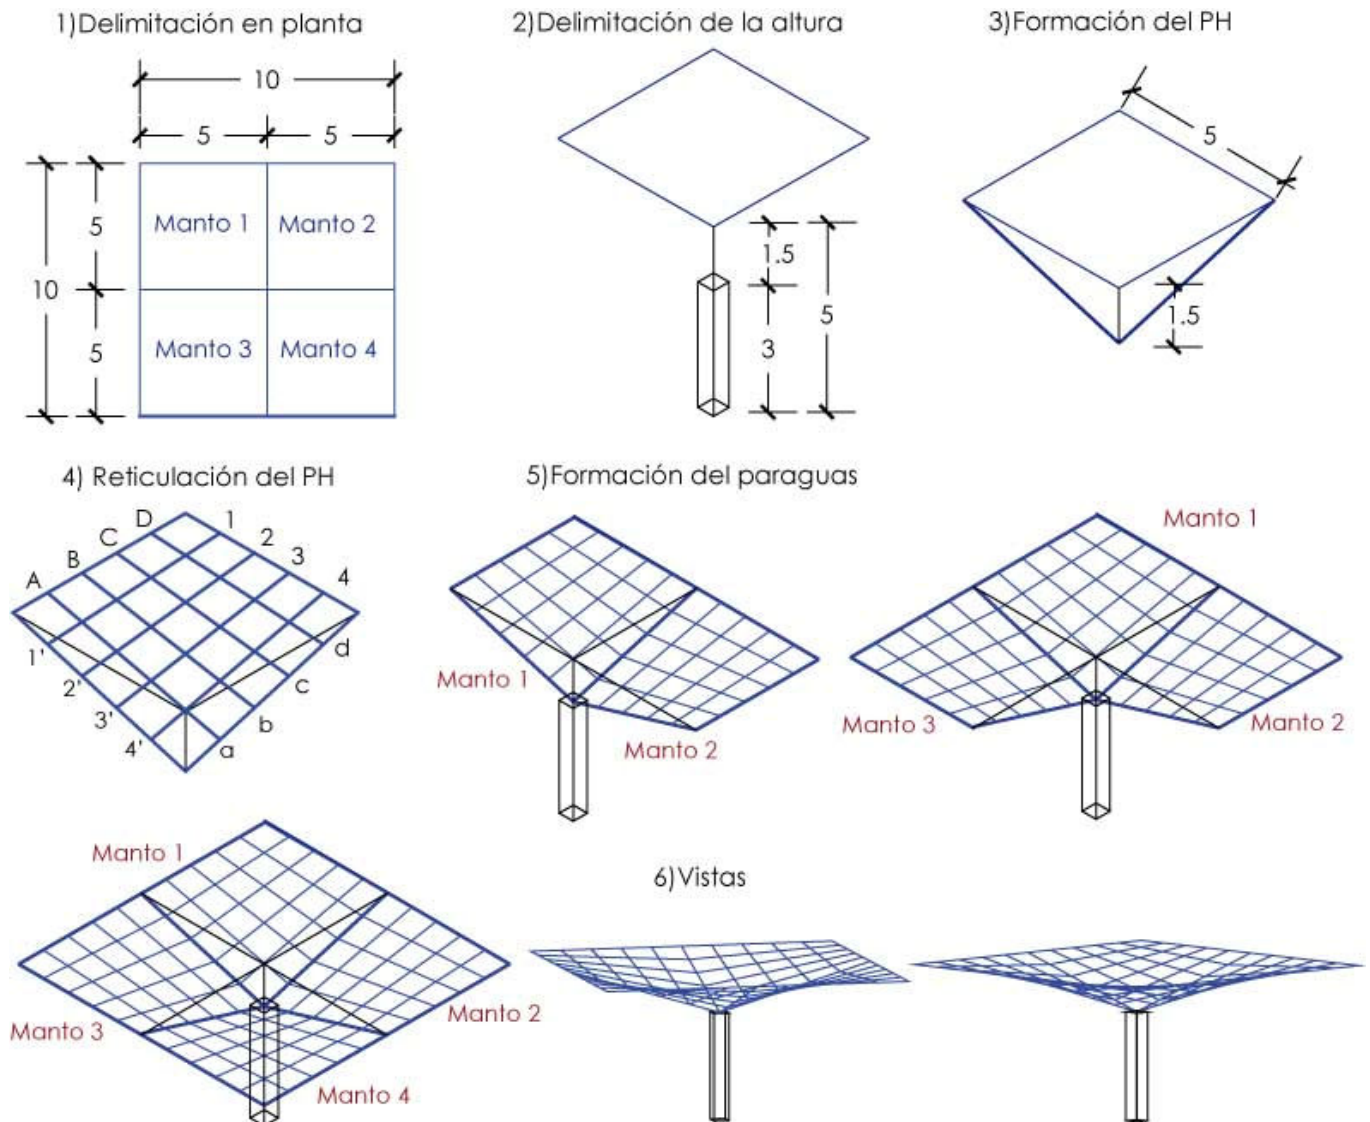 1)Delimitación en planta
10
5
5
10
5
5
Manto 1
Manto 2
Manto 3
Manto 4
2)Delimitación de la altura
1.5
3
5
3)Formación del PH
5
1.5
4) Reticulación del PH
A
B
C
D
1
2
3
4
1'
2'
3'
4'
a
b
c
d
5)Formación del paraguas
Manto 1
Manto 2
Manto 1
Manto 3
Manto 2
Manto 1
Manto 3
Manto 2
Manto 4
6)Vistas